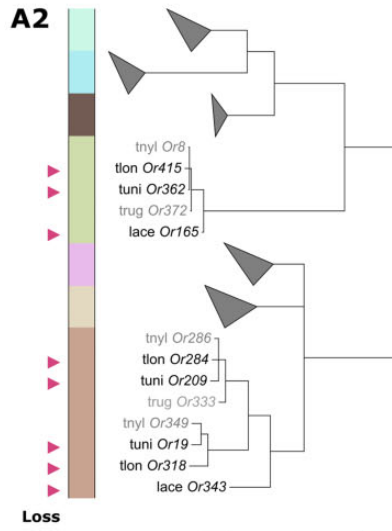 A2
tnyl Or8
tlon Or415
tuni Or362
trug Or372
lace Or165
tnyl Or286
tlon Or284
tuni Or209
trug Or333
tnyl Or349
tuni Or19
tlon Or318
lace Or343
Loss